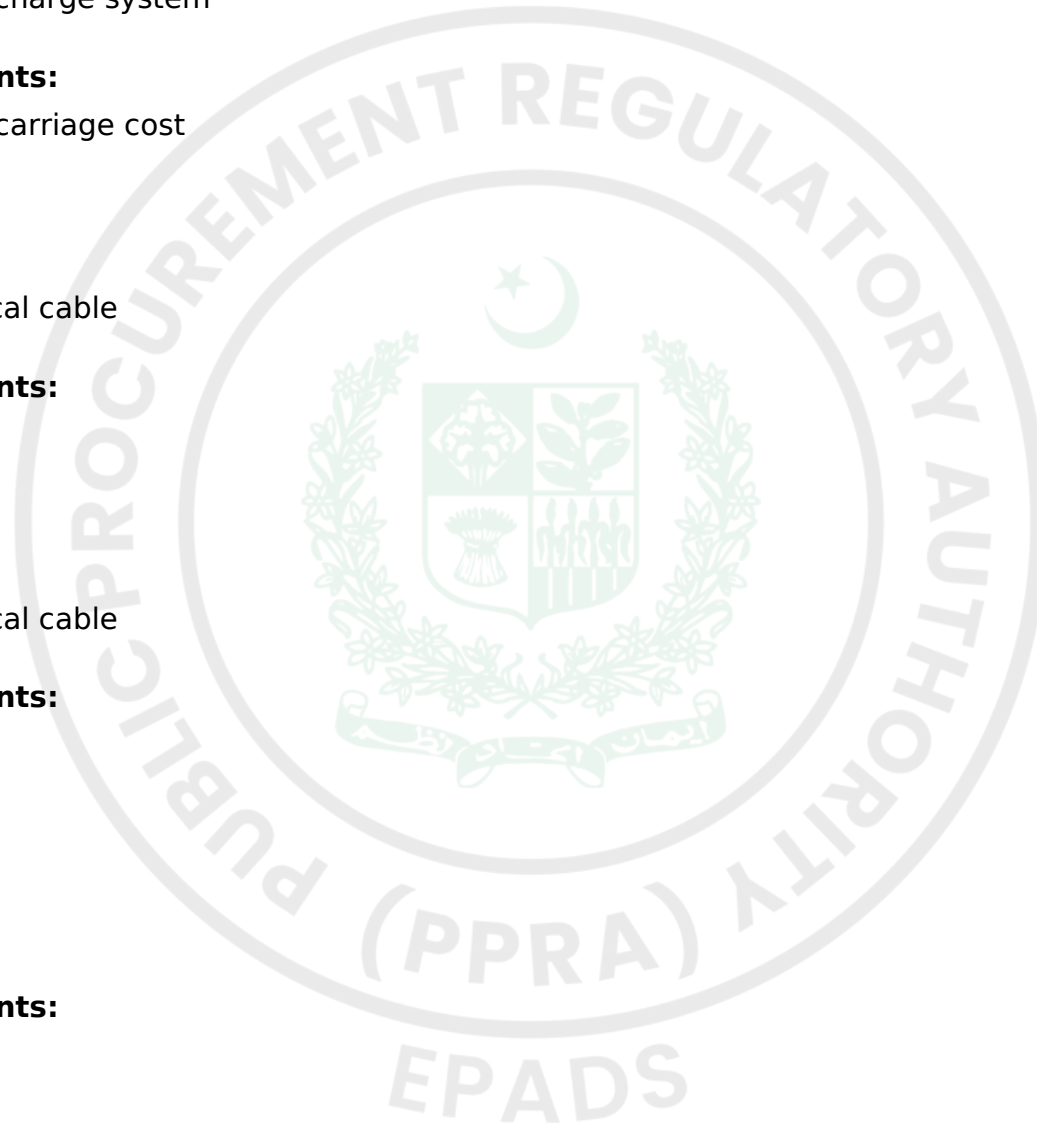 charge system
nts:
carriage cost
cal cable
nts:
cal cable
nts:
nts:
PUBLIC PROCUREMENT REGULATORY AUTHORITY
(PPRA)
EPADS